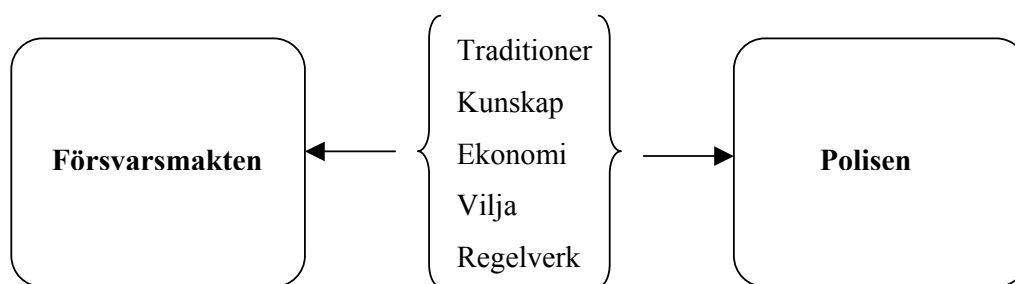 Försvarsmakten
Traditioner
Kunskap
Ekonomi
Vilja
Regelverk
Polisen